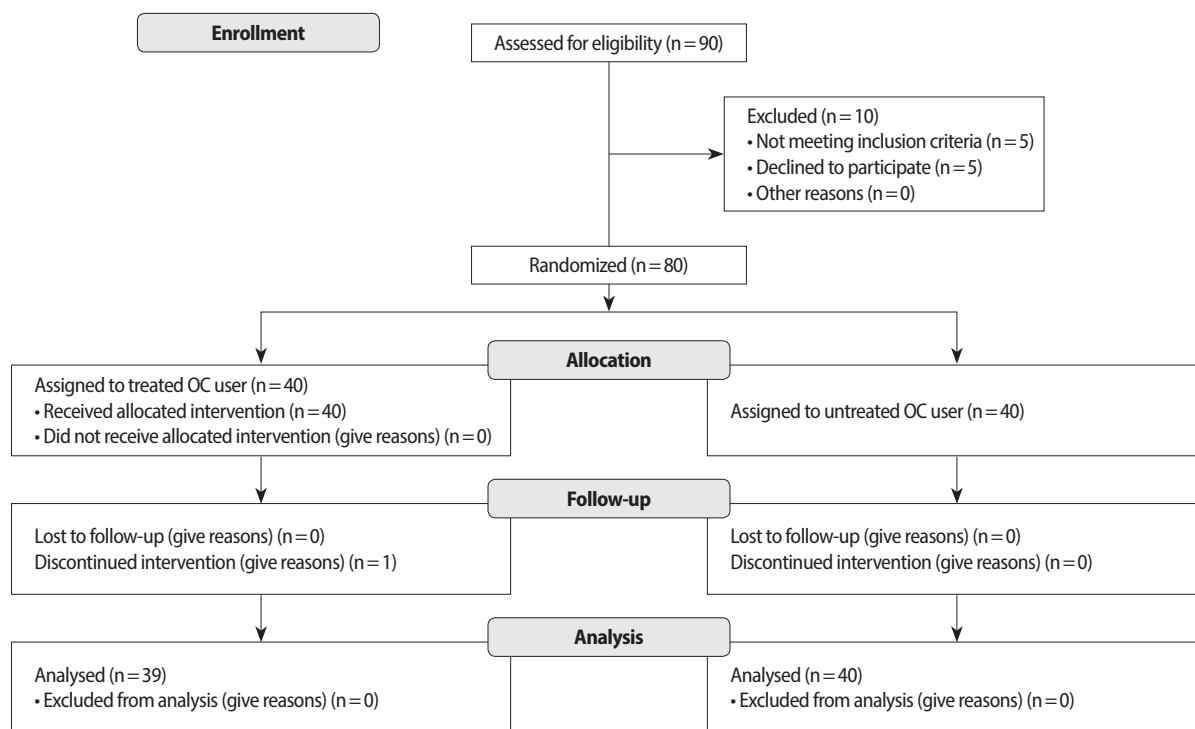 Enrollment
Assessed for eligibility (n = 90)
Excluded (n = 10)
• Not meeting inclusion criteria (n = 5)
• Declined to participate (n = 5)
• Other reasons (n = 0)
Randomized (n = 80)
Allocation
Assigned to treated OC user (n = 40)
• Received allocated intervention (n = 40)
• Did not receive allocated intervention (give reasons) (n = 0)
Assigned to untreated OC user (n = 40)
Follow-up
Lost to follow-up (give reasons) (n = 0)
Discontinued intervention (give reasons) (n = 1)
Lost to follow-up (give reasons) (n = 0)
Discontinued intervention (give reasons) (n = 0)
Analysis
Analysed (n = 39)
• Excluded from analysis (give reasons) (n = 0)
Analysed (n = 40)
• Excluded from analysis (give reasons) (n = 0)